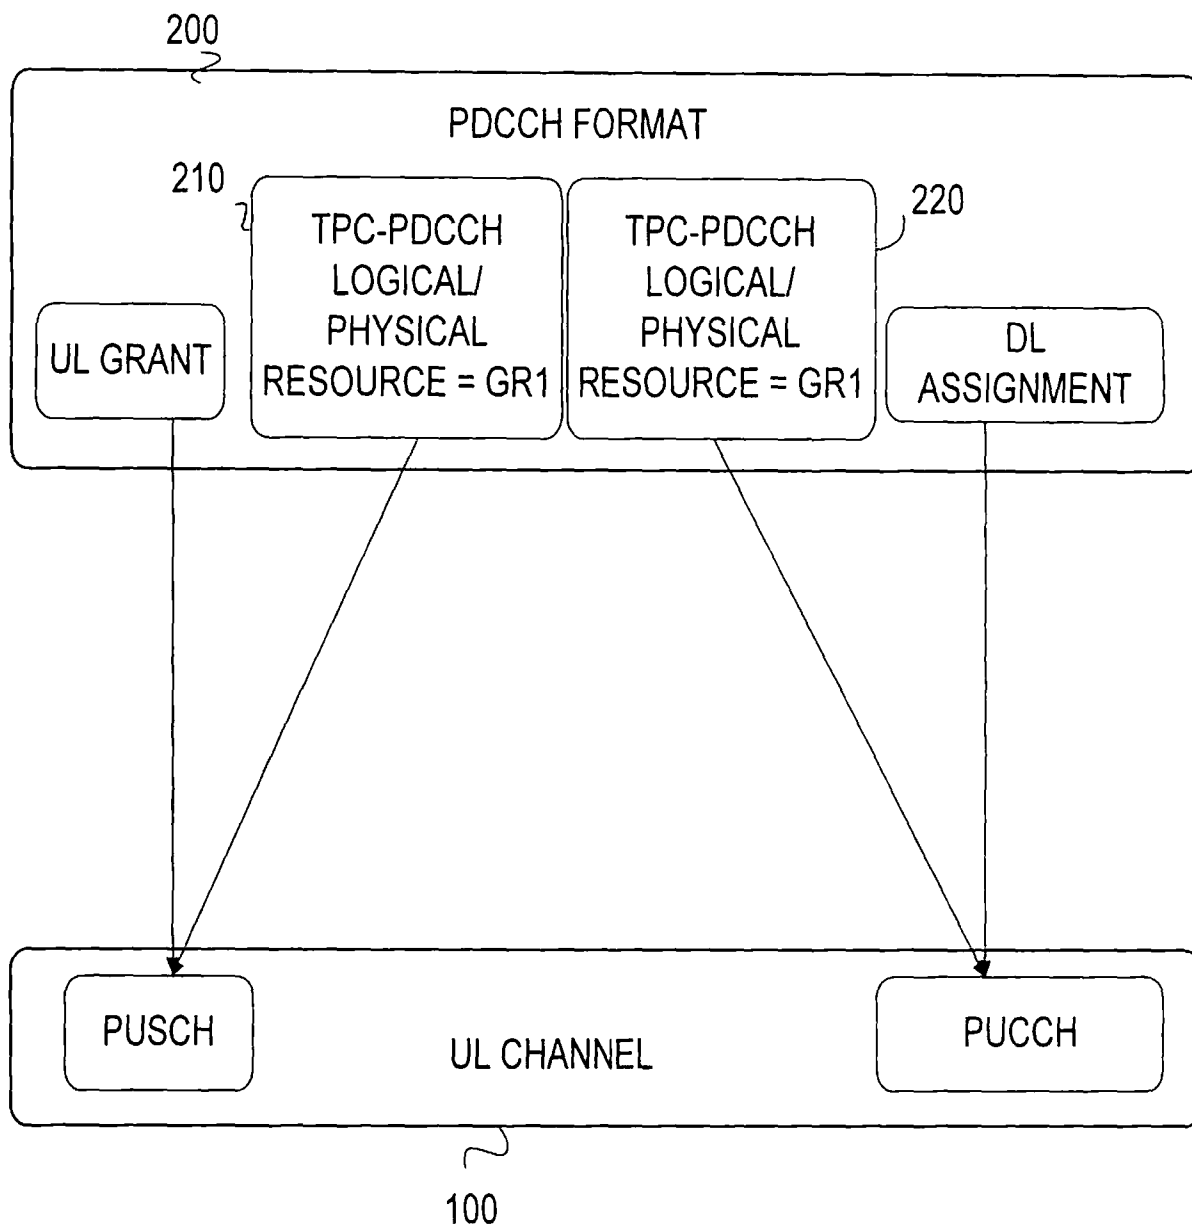 200
PDCCH FORMAT
210
TPC-PDCCH
LOGICAL/
PHYSICAL
RESOURCE = GR1
TPC-PDCCH
LOGICAL/
PHYSICAL
RESOURCE = GR1
220
UL GRANT
DL
ASSIGNMENT
PUSCH
UL CHANNEL
PUCCH
100